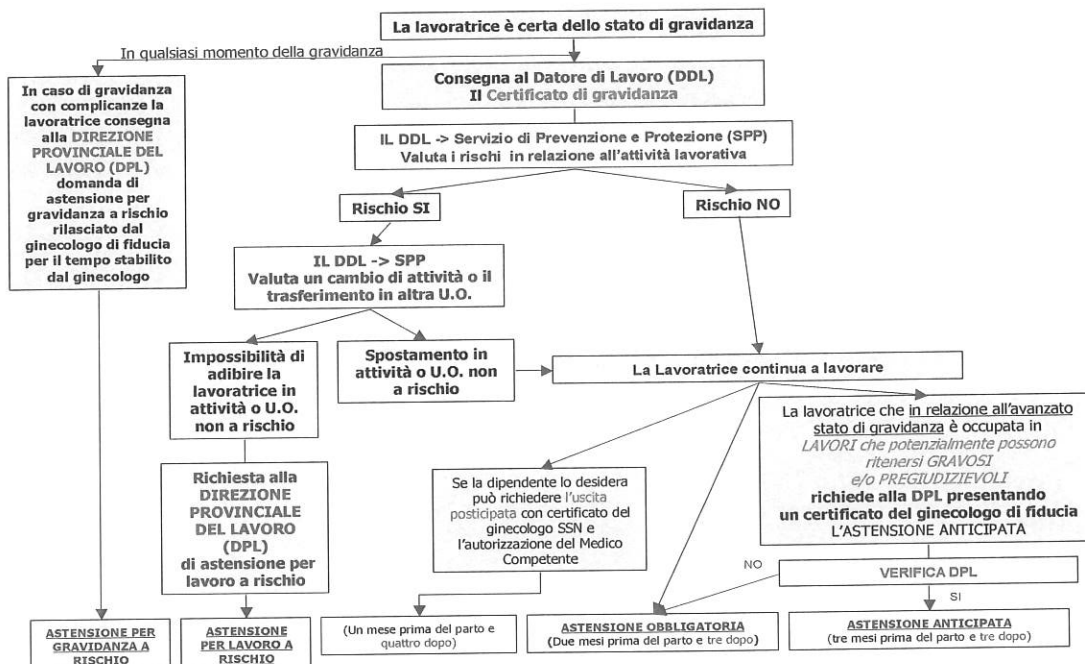 La lavoratrice è certa dello stato di gravidanza
In qualsiasi momento della gravidanza
In caso di gravidanza
con complicanze la
lavoratrice consegna
alla DIREZIONE
PROVINCIALE DEL
LAVORO (DPL)
domanda di
astensione per
gravidanza a rischio
rilasciato dal
ginecologo di fiducia
per il tempo stabilito
dal ginecologo
Consegna al Datore di Lavoro (DDL)
Il Certificato di gravidanza
IL DDL -> Servizio di Prevenzione e Protezione (SPP)
Valuta i rischi in relazione all'attività lavorativa
Rischio SI
Rischio NO
IL DDL -> SPP
Valuta un cambio di attività o il
trasferimento in altra U.O.
Impossibilità di
adibire la
lavoratrice in
attività o U.O.
non a rischio
Spostamento in
attività o U.O. non
a rischio
La Lavoratrice continua a lavorare
Richiesta alla
DIREZIONE
PROVINCIALE
DEL LAVORO
(DPL)
di astensione per
lavoro a rischio
Se la dipendente lo desidera
può richiedere l'uscita
posticipata con certificato del
ginecologo SSN e
l'autorizzazione del Medico
Competente
La lavoratrice che in relazione all'avanzato
stato di gravidanza è occupata in
LAVORI che potenzialmente possono
ritenersi GRAVOSI
e/o PREGIUDIZIEVOLI
richiede alla DPL presentando
un certificato del ginecologo di fiducia
L'ASTENSIONE ANTICIPATA
NO
VERIFICA DPL
SI
ASTENSIONE PER
GRAVIDANZA A
RISCHIO
ASTENSIONE
PER LAVORO A
RISCHIO
(Un mese prima del parto e
quattro dopo)
ASTENSIONE OBBLIGATORIA
(Due mesi prima del parto e tre dopo)
ASTENSIONE ANTICIPATA
(tre mesi prima del parto e tre dopo)